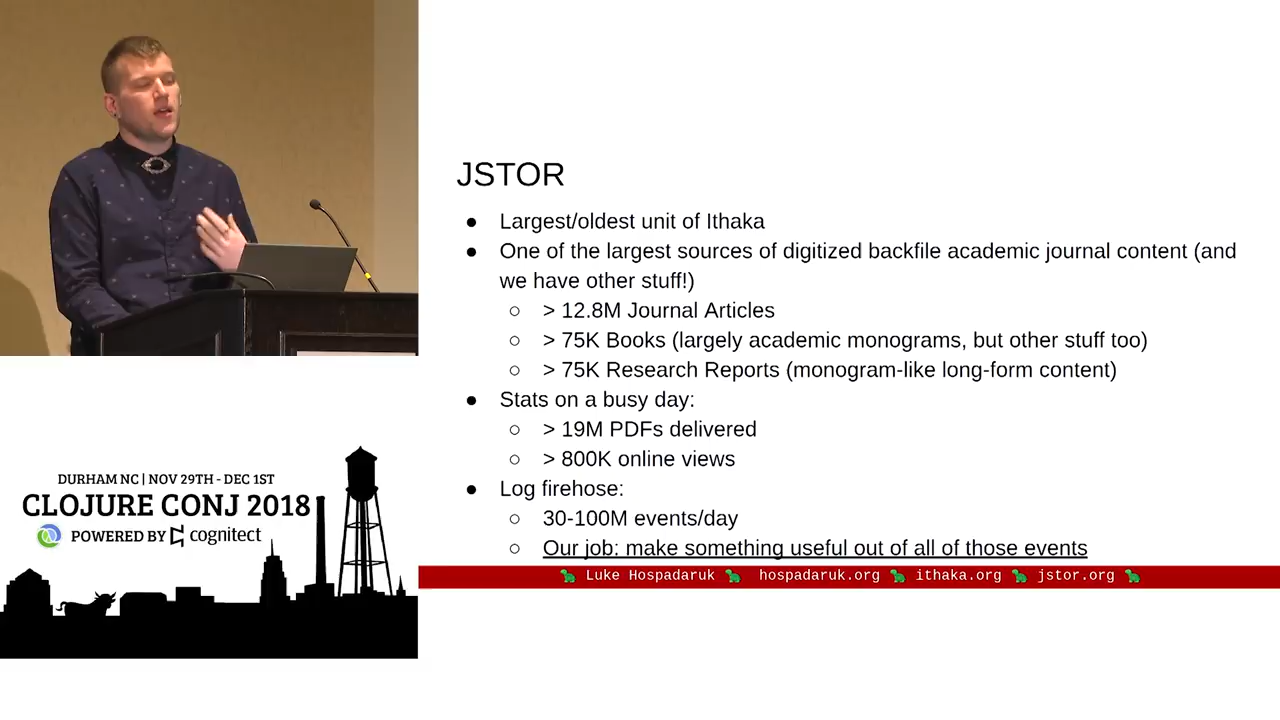 JSTOR
● Largest/oldest unit of Ithaka
● One of the largest sources of digitized backfile academic journal content (and
we have other stuff!)
○ > 12.8M Journal Articles
○ > 75K Books (largely academic monograms, but other stuff too)
○ > 75K Research Reports (monogram-like long-form content)
● Stats on a busy day:
○ > 19M PDFs delivered
○ > 800K online views
● Log firehose:
○ 30-100M events/day
○ Our job: make something useful out of all of those events
Luke Hospadaruk hospadaruk.org ithaka.org jstor.org
DURHAM NC | NOV 29TH - DEC 1ST
CLOJURE CONJ 2018
POWERED BY cognitect